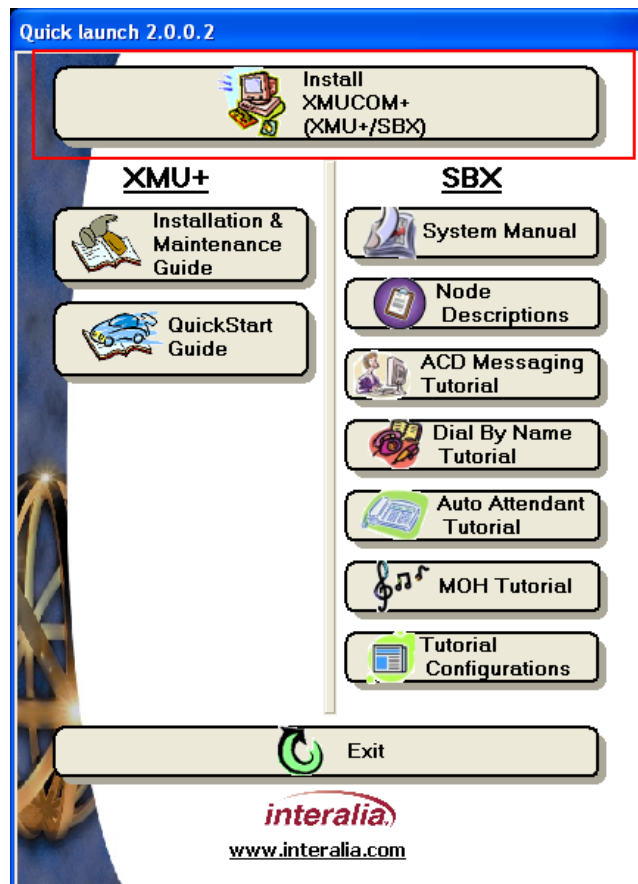 Quick launch 2.0.0.2
Install
XMUCOM+
(XMU+/SBX)
XMU+
Installation &
Maintenance
Guide
QuickStart
Guide
SBX
System Manual
Node
Descriptions
ACD Messaging
Tutorial
Dial By Name
Tutorial
Auto Attendant
Tutorial
MOH Tutorial
Tutorial
Configurations
Exit
interalia
www.interalia.com